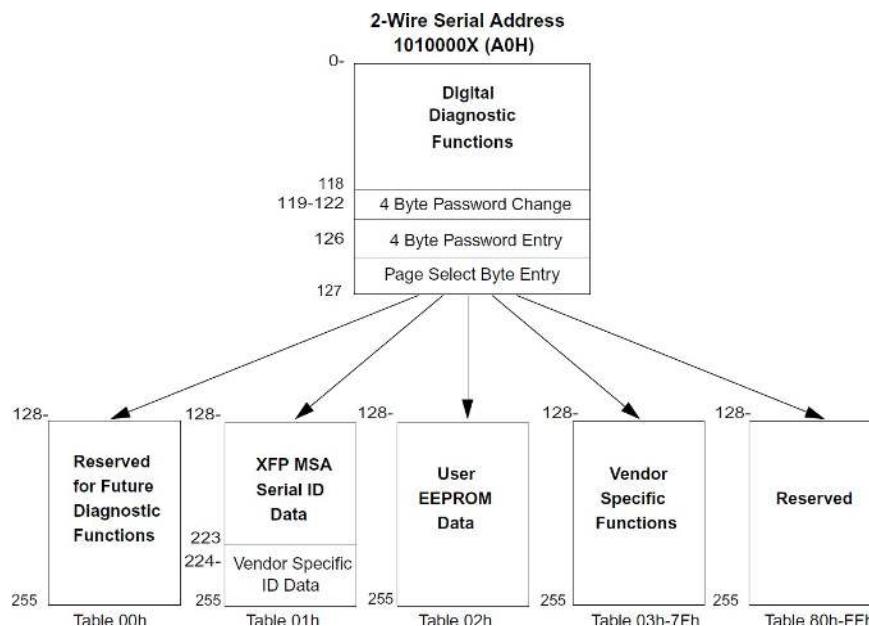 2-Wire Serial Address
1010000X (A0H)
0-
Digital
Diagnostic
Functions
118
119-122
4 Byte Password Change
126
4 Byte Password Entry
Page Select Byte Entry
127
128-
128-
128-
128-
128-
Reserved
for Future
Diagnostic
Functions
XFP MSA
Serial ID
Data
User
EEPROM
Data
Vendor
Specific
Functions
Reserved
223
224-
Vendor Specific
ID Data
255
255
255
255
255
Table 00h
Table 01h
Table 02h
Table 03h-7Fh
Table 80h-FFh